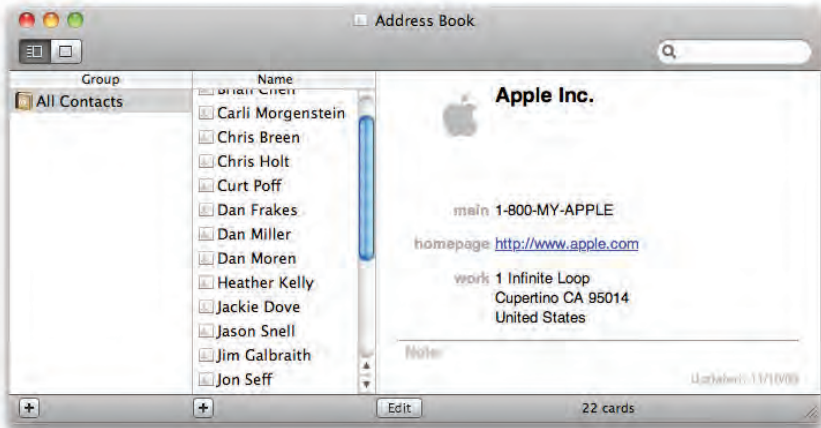 Address Book
Group
Name
All Contacts
Brian Chen
Carli Morgenstein
Chris Breen
Chris Holt
Curt Poff
Dan Frakes
Dan Miller
Dan Moren
Heather Kelly
Jackie Dove
Jason Snell
Jim Galbraith
Jon Seff
Apple Inc.
main 1-800-MY-APPLE
homepage http://www.apple.com
work 1 Infinite Loop
Cupertino CA 95014
United States
Note:
Edit
22 cards